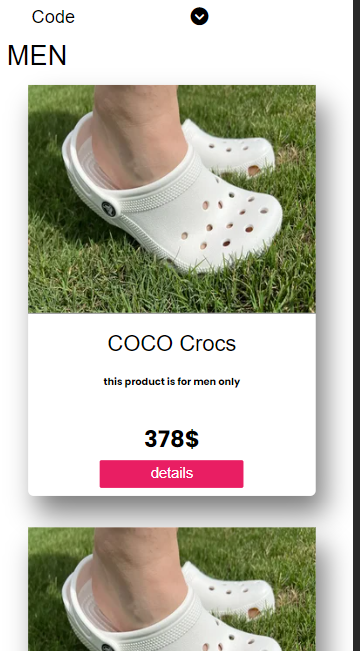 Code
MEN
COCO Crocs
this product is for men only
378$
details